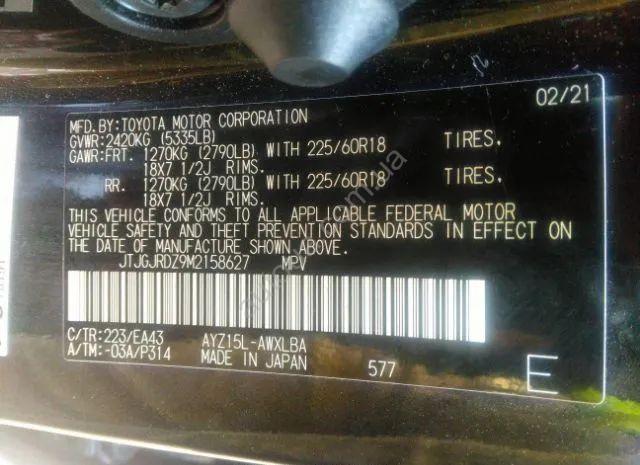 02/21
MFD.BY:TOYOTA MOTOR CORPORATION
GVWR:2420KG (5335LB)
GAWR:FRT. 1270KG (2790LB) WITH 225/60R18 TIRES,
18X7 1/2J RIMS.
RR. 1270KG (2790LB) WITH 225/60R18 TIRES,
18X7 1/2J RIMS.
THIS VEHICLE CONFORMS TO ALL APPLICABLE FEDERAL MOTOR
VEHICLE SAFETY AND THEFT PREVENTION STANDARDS IN EFFECT ON
THE DATE OF MANUFACTURE SHOWN ABOVE.
JTJGJRDZ9M2158627 MPV
C/TR:223/EA43 AYZ15L-AWXLBA
A/TM:-03A/P314 MADE IN JAPAN 577 E